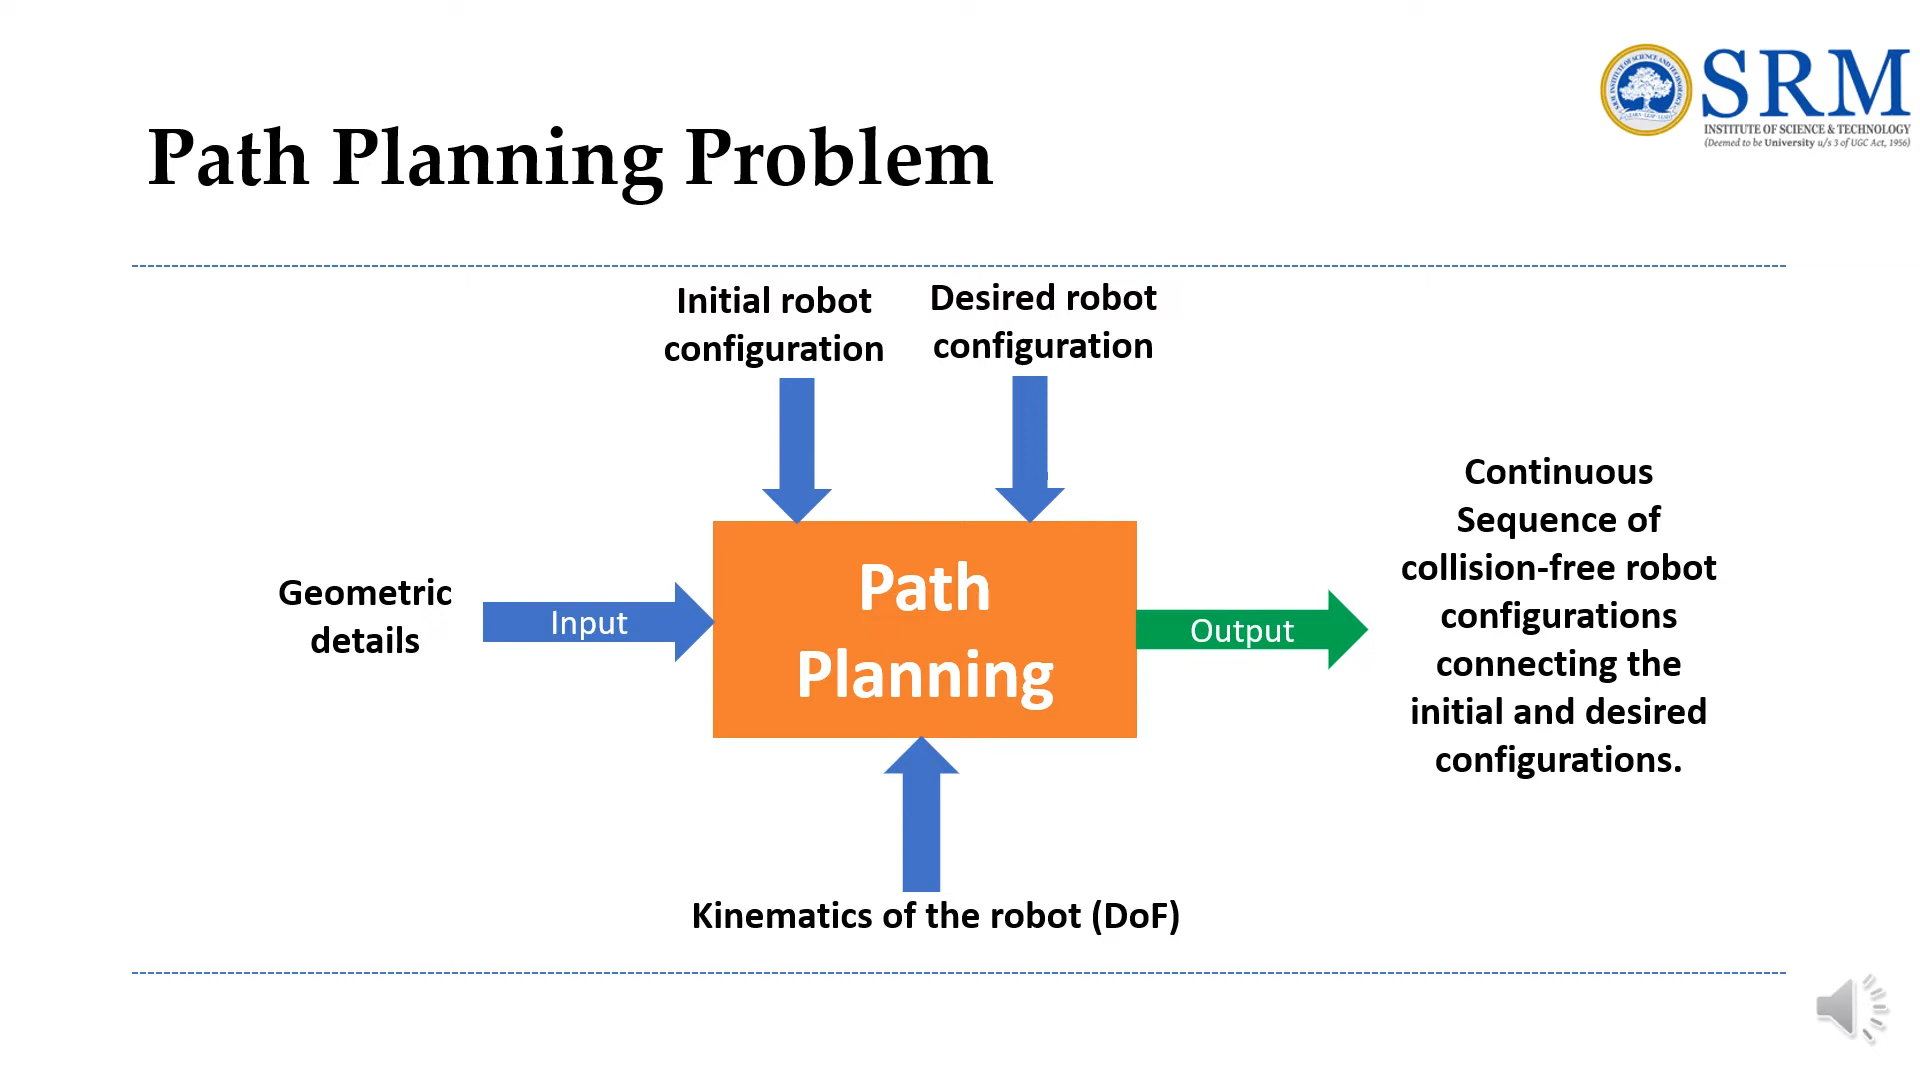 SRM
INSTITUTE OF SCIENCE & TECHNOLOGY
(Deemed to be University u/s 3 of UGC Act, 1956)
Path Planning Problem
Initial robot
configuration
Desired robot
configuration
Geometric
details
Input
Path
Planning
Output
Continuous
Sequence of
collision-free robot
configurations
connecting the
initial and desired
configurations.
Kinematics of the robot (DoF)